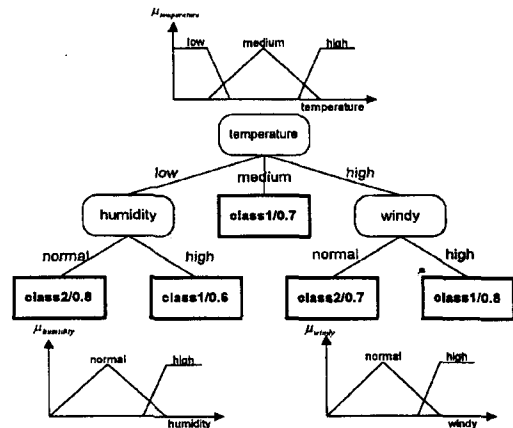 μtemperature
low
medium
high
temperature
temperature
low
medium
high
humidity
class1/0.7
windy
normal
high
normal
high
class2/0.8
class1/0.6
class2/0.7
class1/0.8
μhumidity
normal
high
humidity
μwindy
normal
high
windy